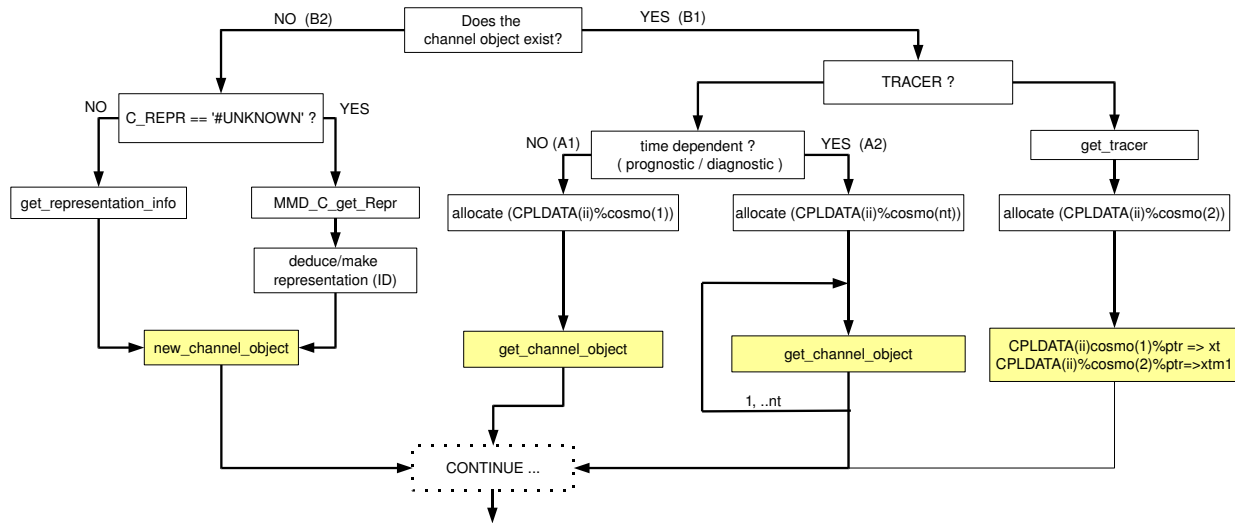 NO (B2)
Does the
channel object exist?
YES (B1)
TRACER ?
NO
C_REPR == '#UNKNOWN' ?
YES
NO (A1)
time dependent ?
( prognostic / diagnostic )
YES (A2)
get_tracer
get_representation_info
MMD_C_get_Repr
allocate (CPLDATA(ii)%cosmo(1))
allocate (CPLDATA(ii)%cosmo(nt))
allocate (CPLDATA(ii)%cosmo(2))
deduce/make
representation (ID)
new_channel_object
get_channel_object
get_channel_object
CPLDATA(ii)cosmo(1)%ptr => xt
CPLDATA(ii)%cosmo(2)%ptr=>xtm1
1, ..nt
CONTINUE ...